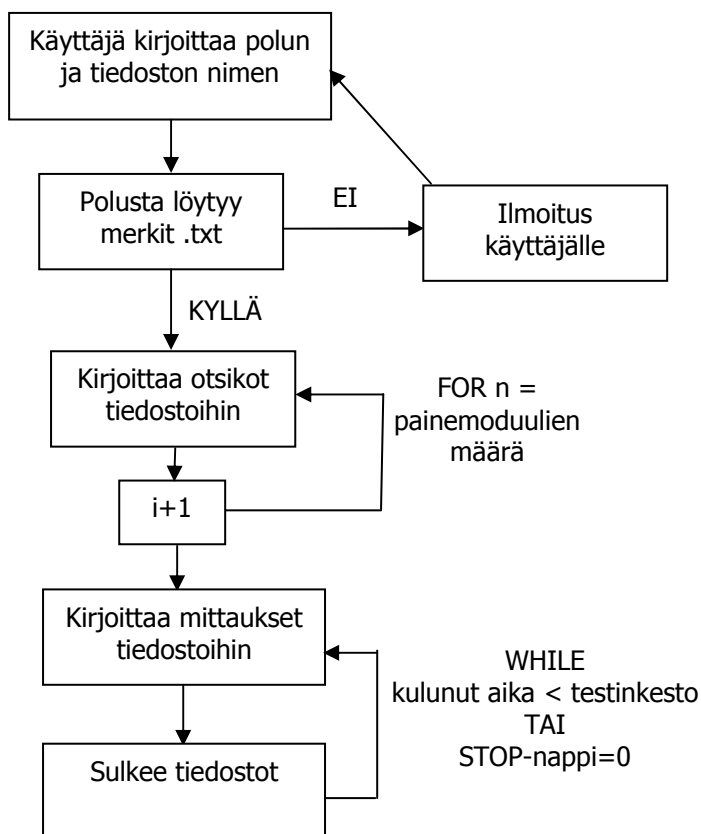 Käyttäjä kirjoittaa polun
ja tiedoston nimen
Polusta löytyy
merkit .txt
EI
Ilmoitus
käyttäjälle
KYLLÄ
Kirjoittaa otsikot
tiedostoihin
FOR n =
painemoduulien
määrä
i+1
Kirjoittaa mittaukset
tiedostoihin
WHILE
kulunut aika < testinkesto
TAI
STOP-nappi=0
Sulkee tiedostot